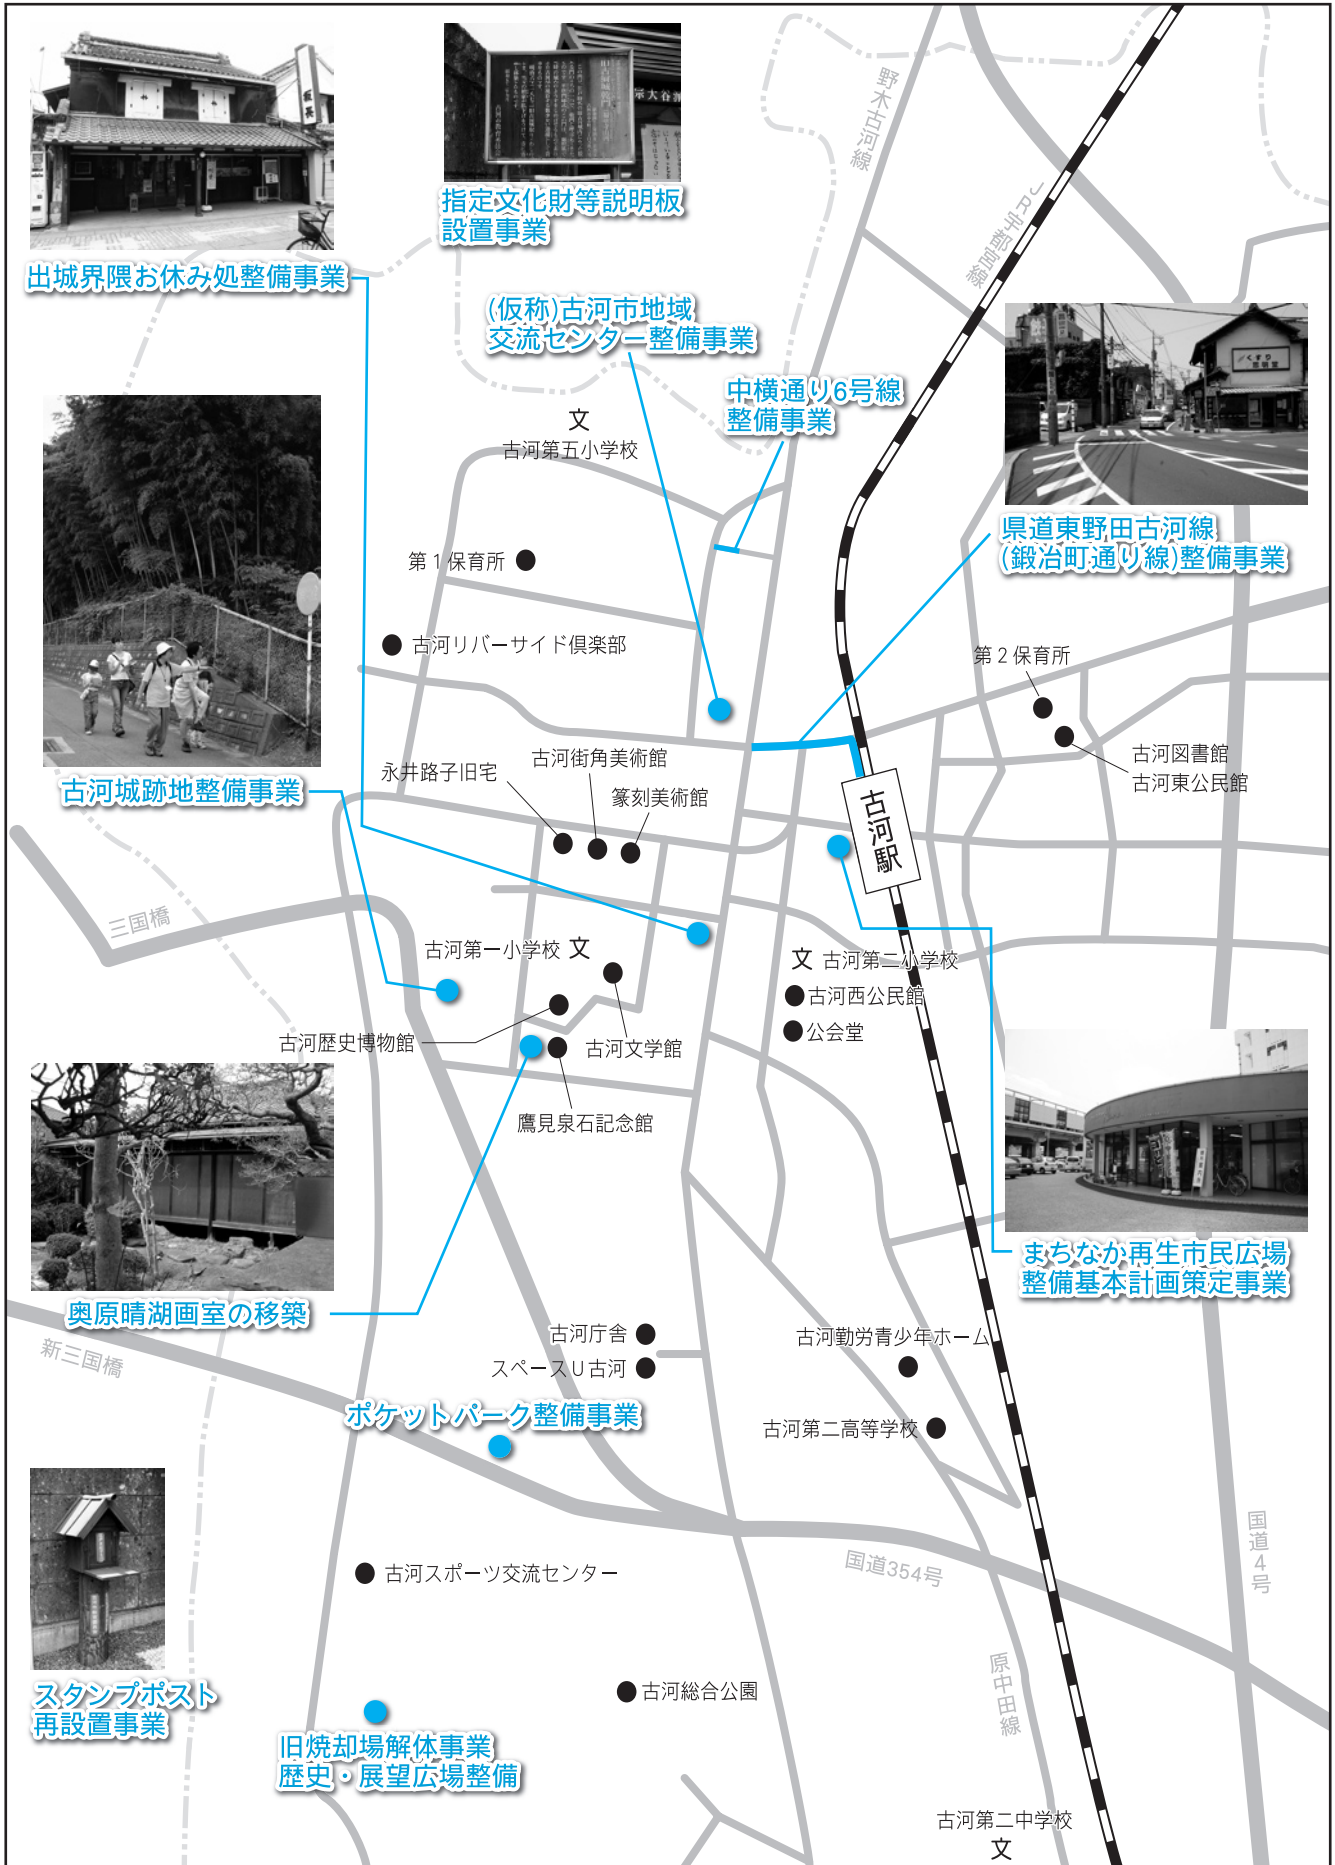 野木古河線
JR宇都宮線
指定文化財等説明板
設置事業
出城界隈お休み処整備事業
(仮称)古河市地域
交流センター整備事業
中横通り6号線
整備事業
文
古河第五小学校
くすり
県道東野田古河線
(鍛冶町通り線)整備事業
第1保育所
古河リバーサイド倶楽部
第2保育所
古河図書館
古河東公民館
古河城跡地整備事業
永井路子旧宅
古河街角美術館
篆刻美術館
古河駅
三国橋
古河第一小学校 文
文 古河第二小学校
古河西公民館
公会堂
古河歴史博物館
古河文学館
鷹見泉石記念館
まちなか再生市民広場
整備基本計画策定事業
奥原晴湖画室の移築
新三国橋
古河庁舎
スペースU古河
古河勤労青少年ホーム
ポケットパーク整備事業
古河第二高等学校
国道4号
国道354号
古河スポーツ交流センター
原中田線
スタンプポスト
再設置事業
古河総合公園
旧焼却場解体事業
歴史・展望広場整備
古河第二中学校
文